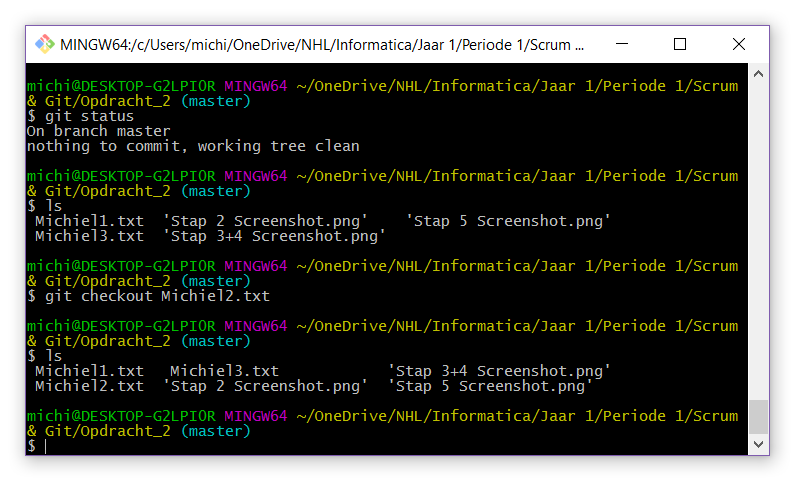 MINGW64:/c/Users/michi/OneDrive/NHL/Informatica/Jaar 1/Periode 1/Scrum ...
michi@DESKTOP-G2LPI0R MINGW64 ~/OneDrive/NHL/Informatica/Jaar 1/Periode 1/Scrum
& Git/Opdracht_2 (master)
$ git status
On branch master
nothing to commit, working tree clean
michi@DESKTOP-G2LPI0R MINGW64 ~/OneDrive/NHL/Informatica/Jaar 1/Periode 1/Scrum
& Git/Opdracht_2 (master)
$ ls
Michiel1.txt  'Stap 2 Screenshot.png'    'Stap 5 Screenshot.png'
Michiel3.txt  'Stap 3+4 Screenshot.png'
michi@DESKTOP-G2LPI0R MINGW64 ~/OneDrive/NHL/Informatica/Jaar 1/Periode 1/Scrum
& Git/Opdracht_2 (master)
$ git checkout Michiel2.txt
michi@DESKTOP-G2LPI0R MINGW64 ~/OneDrive/NHL/Informatica/Jaar 1/Periode 1/Scrum
& Git/Opdracht_2 (master)
$ ls
Michiel1.txt   Michiel3.txt            'Stap 3+4 Screenshot.png'
Michiel2.txt  'Stap 2 Screenshot.png'  'Stap 5 Screenshot.png'
michi@DESKTOP-G2LPI0R MINGW64 ~/OneDrive/NHL/Informatica/Jaar 1/Periode 1/Scrum
& Git/Opdracht_2 (master)
$